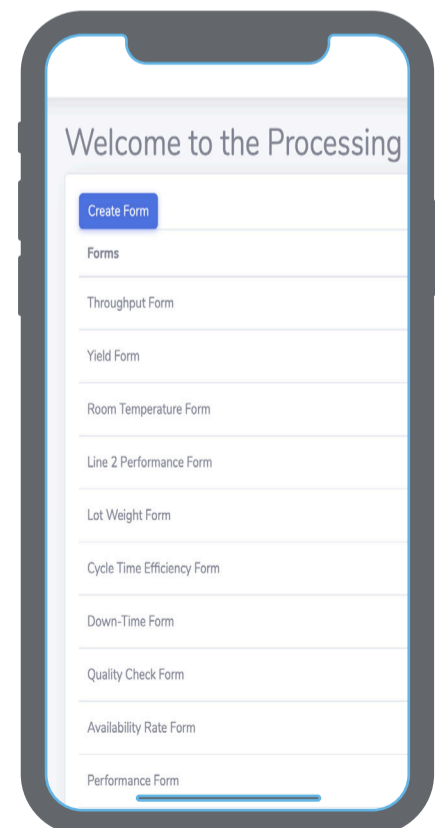 Welcome to the Processing
Create Form
Forms
Throughput Form
Yield Form
Room Temperature Form
Line 2 Performance Form
Lot Weight Form
Cycle Time Efficiency Form
Down-Time Form
Quality Check Form
Availability Rate Form
Performance Form